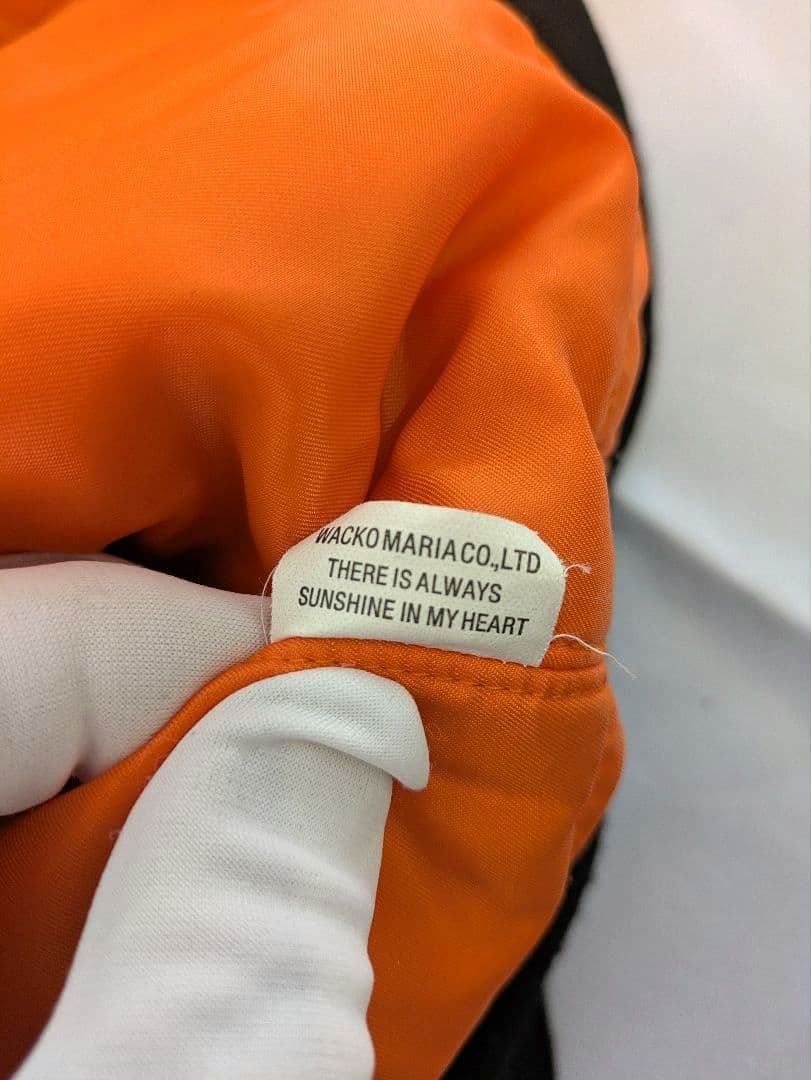 WACKO MARIA CO.,LTD
THERE IS ALWAYS
SUNSHINE IN MY HEART